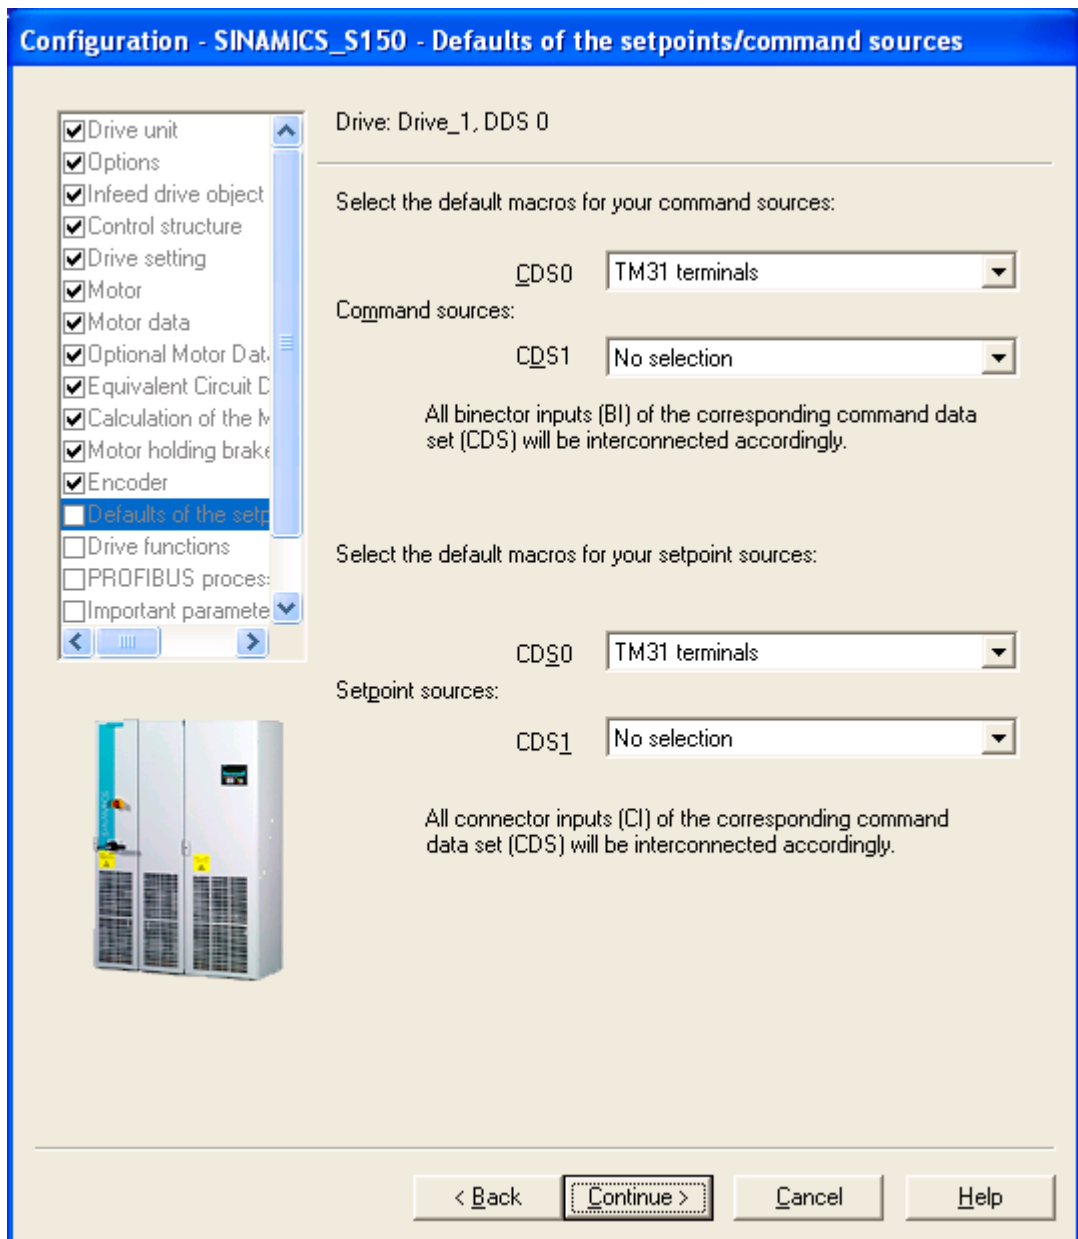 Configuration - SINAMICS_S150 - Defaults of the setpoints/command sources
Drive unit
Options
Infeed drive object
Control structure
Drive setting
Motor
Motor data
Optional Motor Dat
Equivalent Circuit D
Calculation of the M
Motor holding brake
Encoder
Defaults of the setp
Drive functions
PROFIBUS proces
Important paramete
Drive: Drive_1, DDS 0
Select the default macros for your command sources:
CDS0 TM31 terminals
Command sources:
CDS1 No selection
All binector inputs (BI) of the corresponding command data
set (CDS) will be interconnected accordingly.
Select the default macros for your setpoint sources:
CDS0 TM31 terminals
Setpoint sources:
CDS1 No selection
All connector inputs (CI) of the corresponding command
data set (CDS) will be interconnected accordingly.
SINAMICS
< Back Continue > Cancel Help